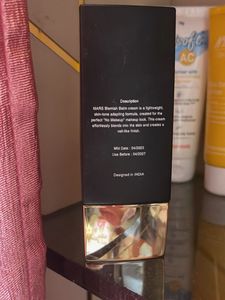 Description
MARS Blemish Balm cream is a lightweight,
skin-tone adapting formula, created for the
perfect "No Makeup" makeup look. This cream
effortlessly blends into the skin and creates a
veil-like finish.
Mfd Date : 04/2023
Use Before : 04/2027
Designed in INDIA
AC